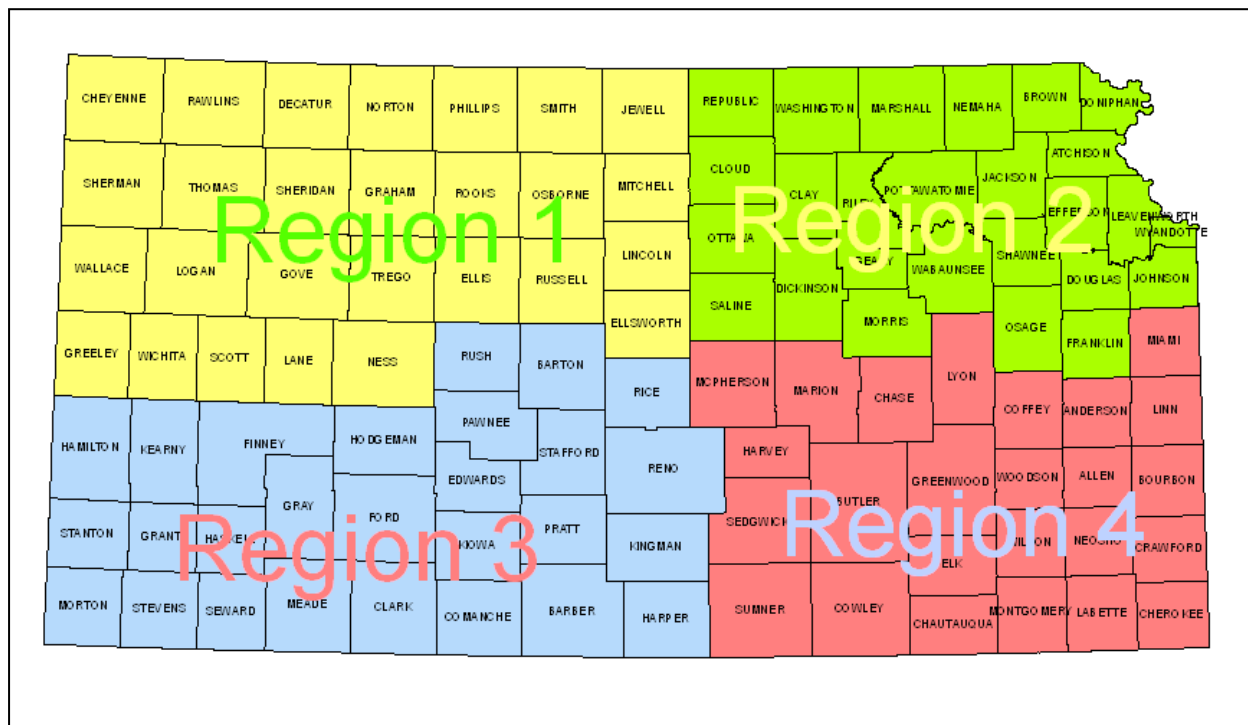 CHEYENNE
RAWLINS
DECATUR
NORTON
PHILLIPS
SMITH
JEWELL
REPUBLIC
WASHINGTON
MARSHALL
NEMAHA
BROWN
DONIPHAN
SHERMAN
THOMAS
SHERIDAN
GRAHAM
ROOKS
OSBORNE
MITCHELL
CLOUD
CLAY
RILEY
POTTAWATOMIE
JACKSON
ATCHISON
JEFFERSON
LEAVENWORTH
WYANDOTTE
Region 1
Region 2
WALLACE
LOGAN
GOVE
TREGO
ELLIS
RUSSELL
LINCOLN
OTTAWA
GEARY
WABAUNSEE
SHAWNEE
DOUGLAS
JOHNSON
SALINE
DICKINSON
ELLSWORTH
MORRIS
OSAGE
FRANKLIN
MIAMI
GREELEY
WICHITA
SCOTT
LANE
NESS
RUSH
BARTON
RICE
MCPHERSON
MARION
CHASE
LYON
COFFEY
ANDERSON
LINN
HAMILTON
KEARNY
FINNEY
HODGEMAN
PAWNEE
STAFFORD
RENO
HARVEY
EDWARDS
GREENWOOD
WOODSON
ALLEN
BOURBON
GRAY
FORD
BUTLER
SEDGWICK
STANTON
GRANT
HASKELL
KIOWA
PRATT
KINGMAN
ELK
WILSON
NEOSHO
CRAWFORD
Region 3
Region 4
MORTON
STEVENS
SEWARD
MEADE
CLARK
COMANCHE
BARBER
HARPER
SUMNER
COWLEY
CHAUTAUQUA
MONTGOMERY
LABETTE
CHEROKEE